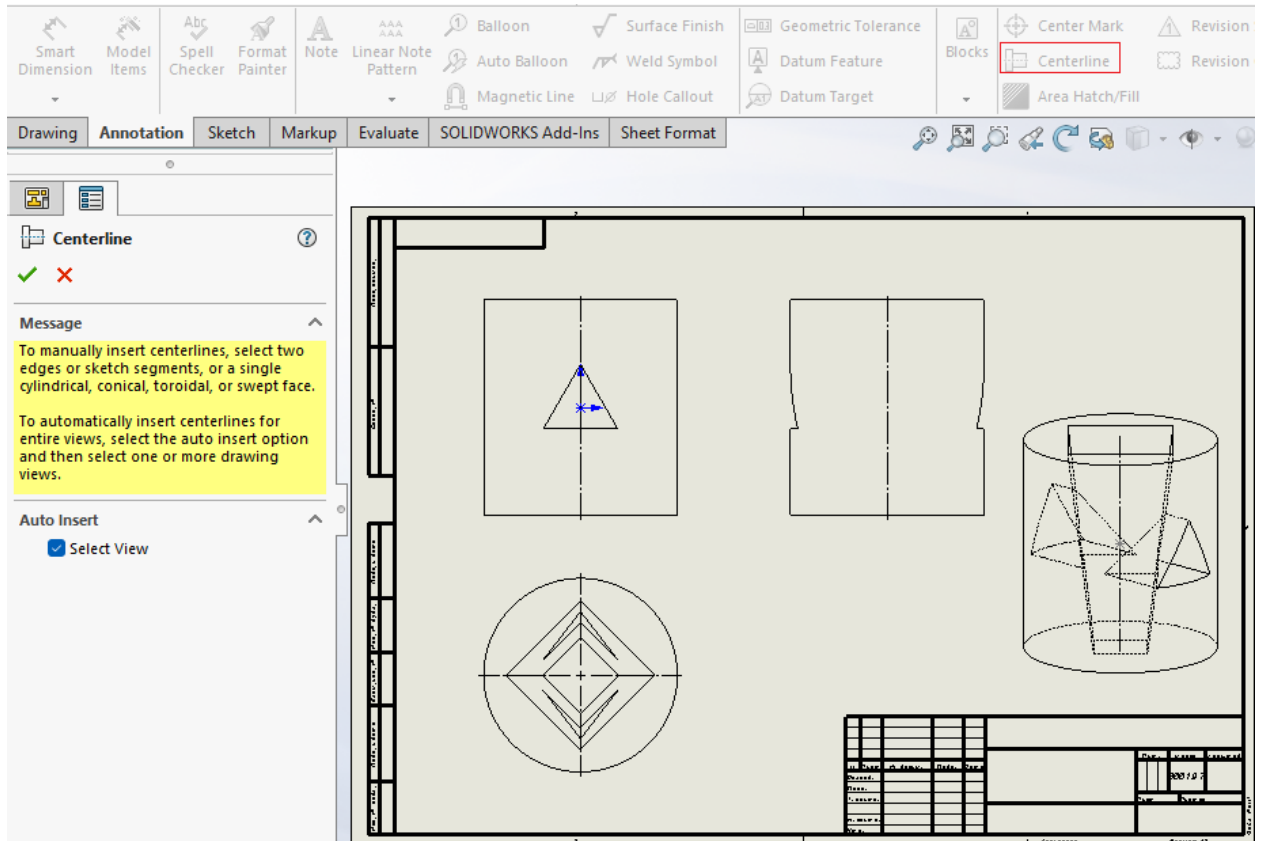 Smart Dimension
Model Items
Abc
Spell Checker
Format Painter
A
Note
AAA
AAA
Linear Note Pattern
1 Balloon
Auto Balloon
Magnetic Line
Surface Finish
Weld Symbol
Hole Callout
Geometric Tolerance
Datum Feature
Datum Target
Blocks
Center Mark
Centerline
Area Hatch/Fill
Revision
Revision
Drawing Annotation Sketch Markup Evaluate SOLIDWORKS Add-Ins Sheet Format
Centerline
Message
To manually insert centerlines, select two
edges or sketch segments, or a single
cylindrical, conical, toroidal, or swept face.
To automatically insert centerlines for
entire views, select the auto insert option
and then select one or more drawing
views.
Auto Insert
Select View